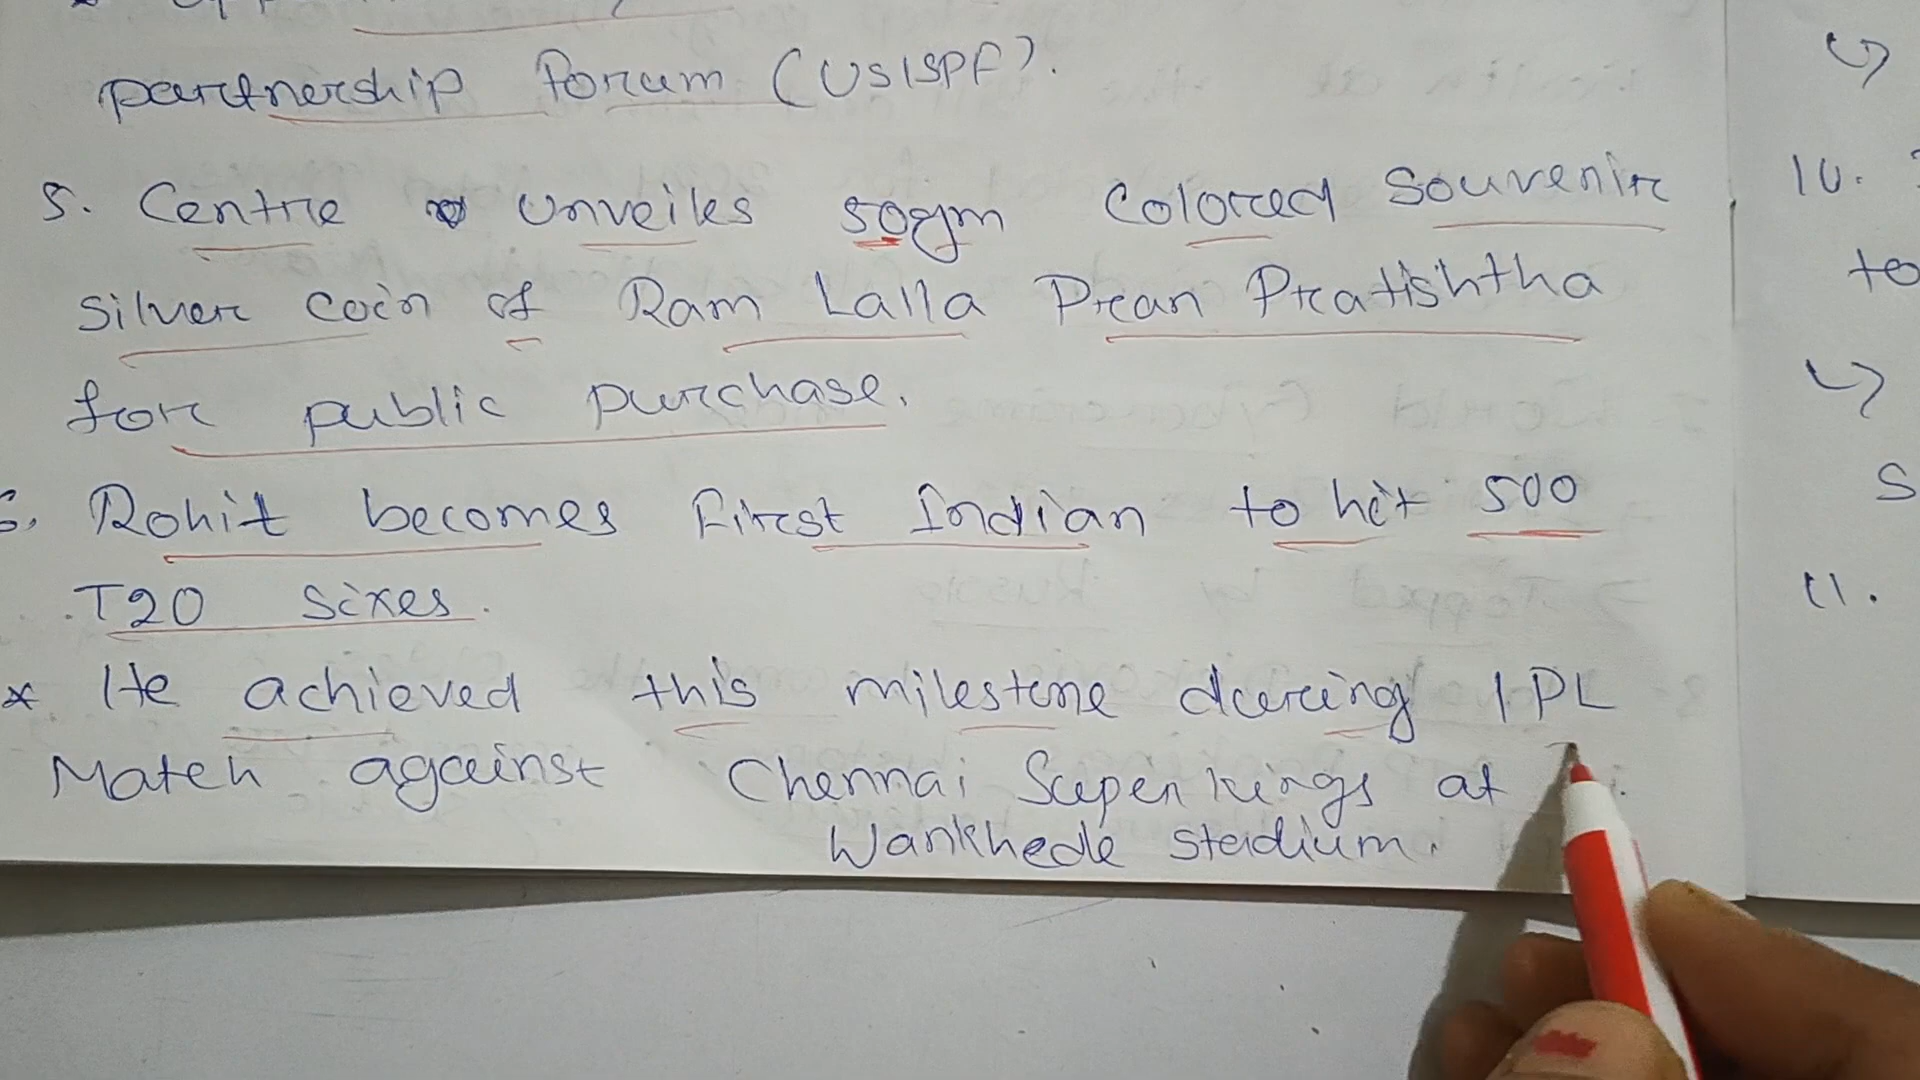 partnership Forum (USISPF).
5. Centre unveiles 50gm Colored Souvenir
silver coin of Ram Lalla Pran Pratishtha
for public purchase.
6. Rohit becomes First Indian to hit 500
T20 sixes.
* He achieved this milestone during IPL
Match against Chennai Super kings at
Wankhede stadium.
10.
to
S
11.